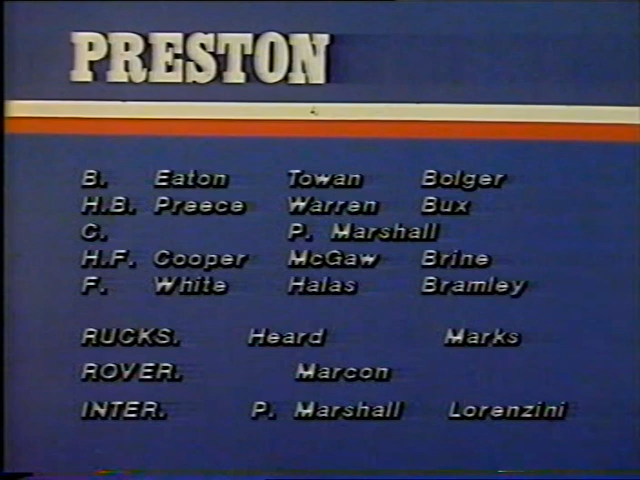 PRESTON
B. Eaton Towan Bolger
H.B. Preece Warren Bux
C. P. Marshall
H.F. Cooper McGaw Brine
F. White Halas Bramley
RUCKS. Heard Marks
ROVER. Marcon
INTER. P. Marshall Lorenzini